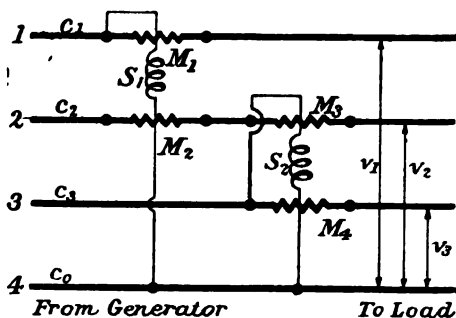 1 c₁
M₁
S₁
2 c₂ M₃
M₂
S₂ v₁ v₂
3 c₃
M₄ v₃
4 c₀
From Generator To Load